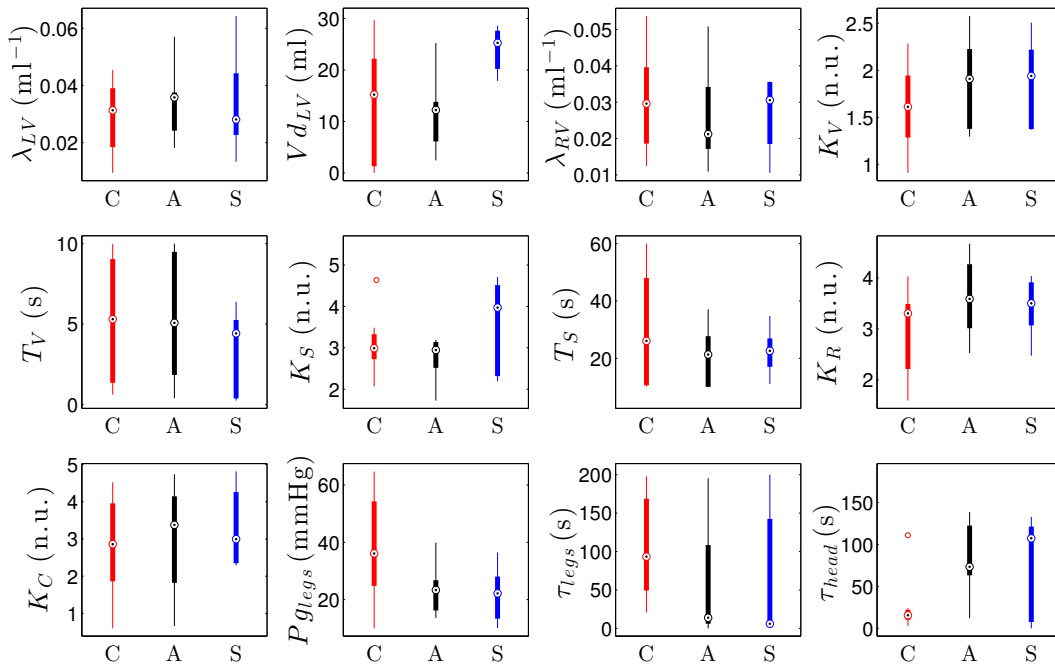 λ_LV (ml⁻¹)
0.06
0.04
0.02
C A S
Vd_LV (ml)
30
20
10
0
C A S
λ_RV (ml⁻¹)
0.05
0.04
0.03
0.02
0.01
C A S
K_V (n.u.)
2.5
2
1.5
1
C A S
T_V (s)
10
5
0
C A S
K_S (n.u.)
5
4
3
2
C A S
T_S (s)
60
40
20
C A S
K_R (n.u.)
4
3
2
C A S
K_C (n.u.)
5
4
3
2
1
C A S
Pg_legs (mmHg)
60
40
20
C A S
τ_legs (s)
200
150
100
50
0
C A S
τ_head (s)
150
100
50
0
C A S